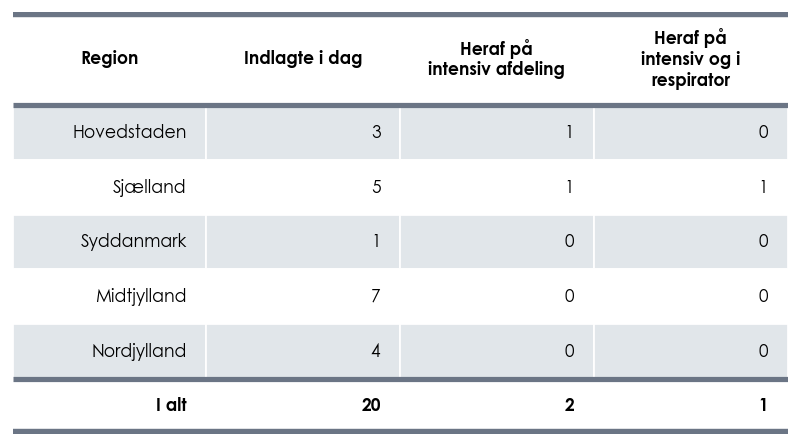 Region Indlagte i dag Heraf på intensiv afdeling Heraf på intensiv og i respirator
Hovedstaden 3 1 0
Sjælland 5 1 1
Syddanmark 1 0 0
Midtjylland 7 0 0
Nordjylland 4 0 0
I alt 20 2 1